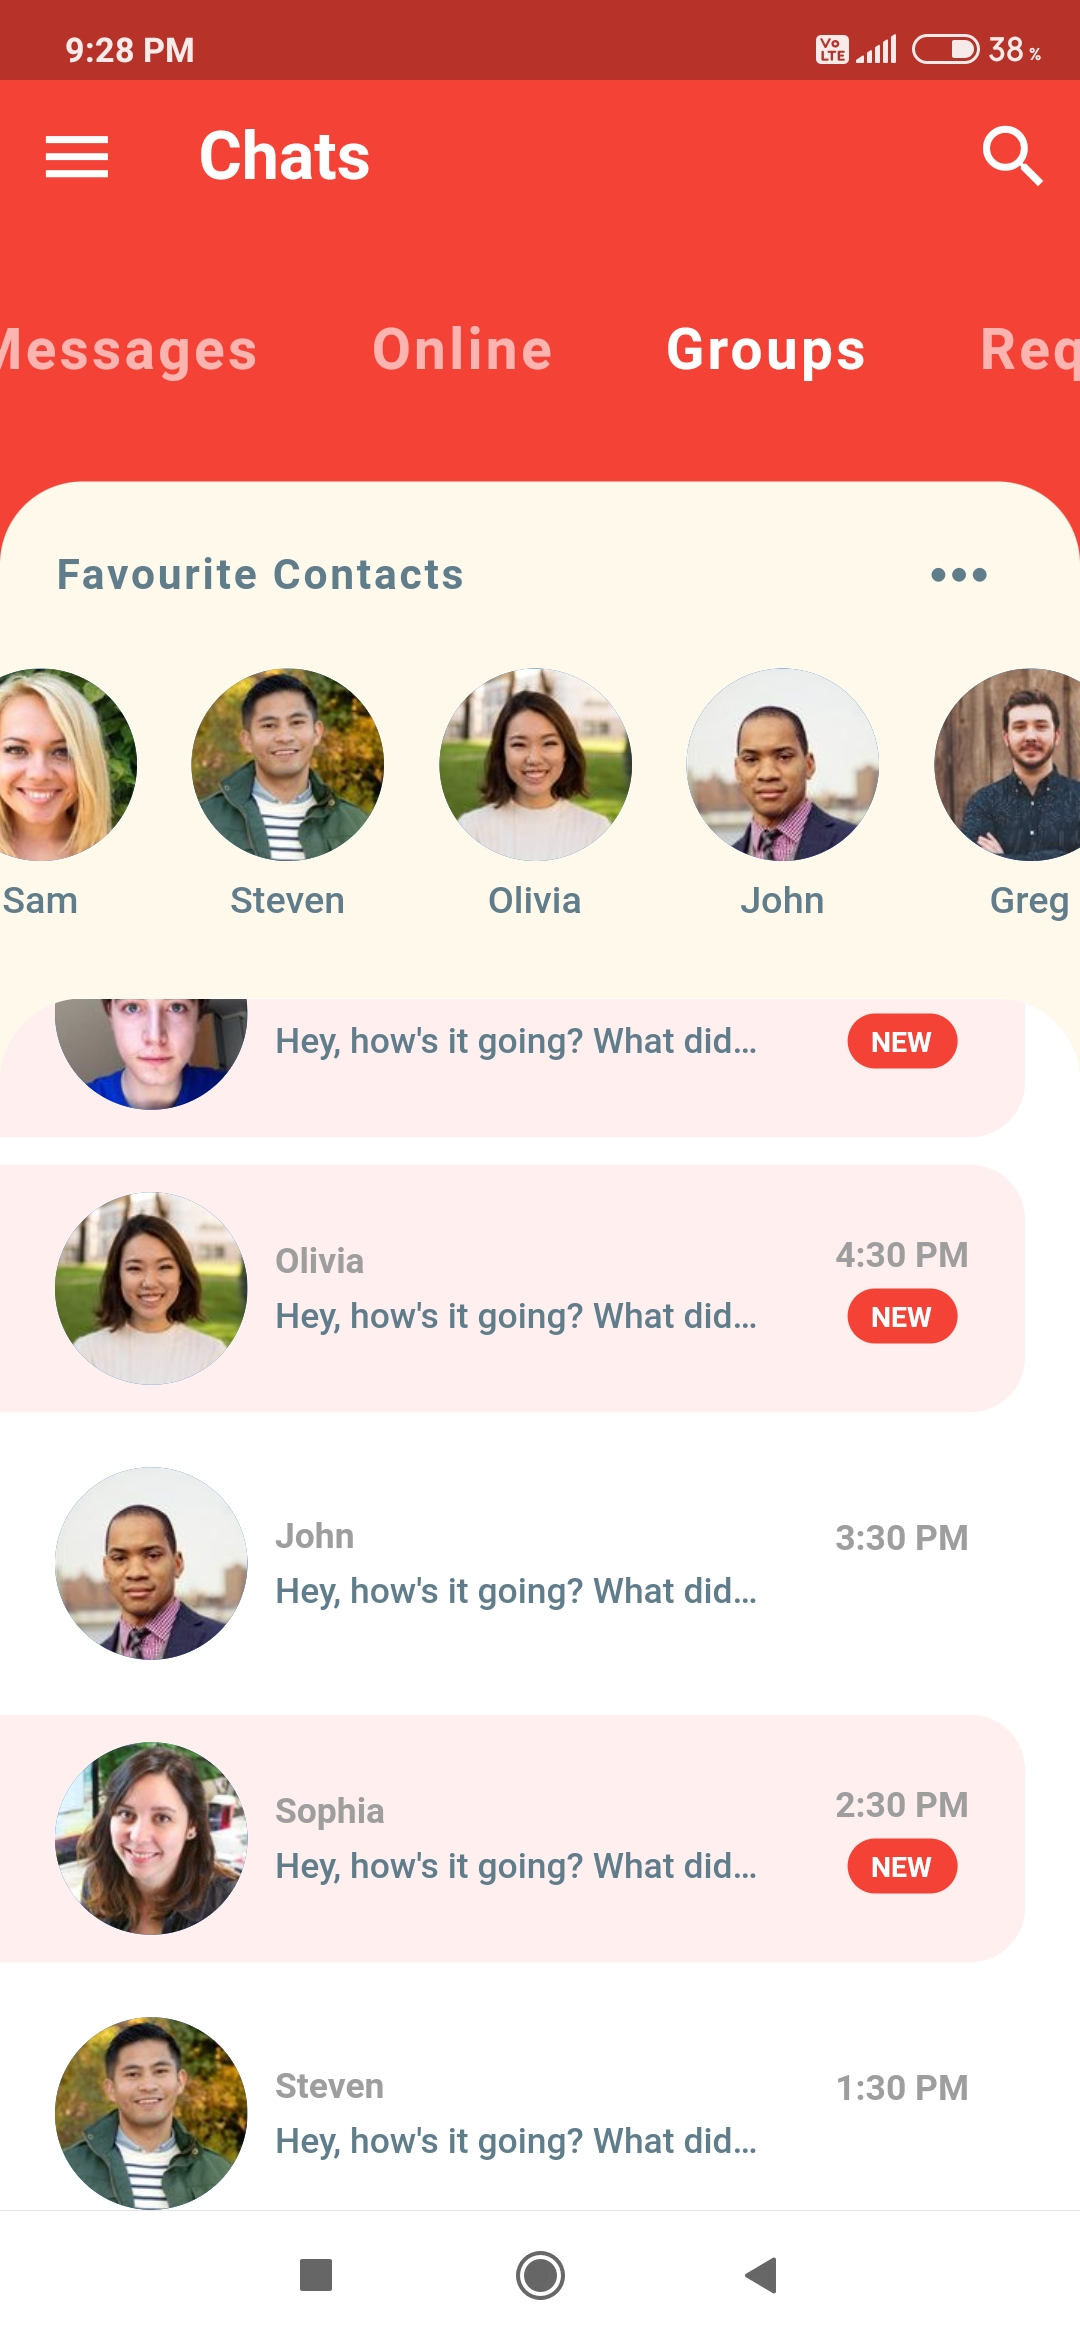 9:28 PM
Vo LTE
38 %
Chats
Messages Online Groups Req
Favourite Contacts
Sam Steven Olivia John Greg
Hey, how's it going? What did... NEW
Olivia 4:30 PM
Hey, how's it going? What did... NEW
John 3:30 PM
Hey, how's it going? What did...
Sophia 2:30 PM
Hey, how's it going? What did... NEW
Steven 1:30 PM
Hey, how's it going? What did...